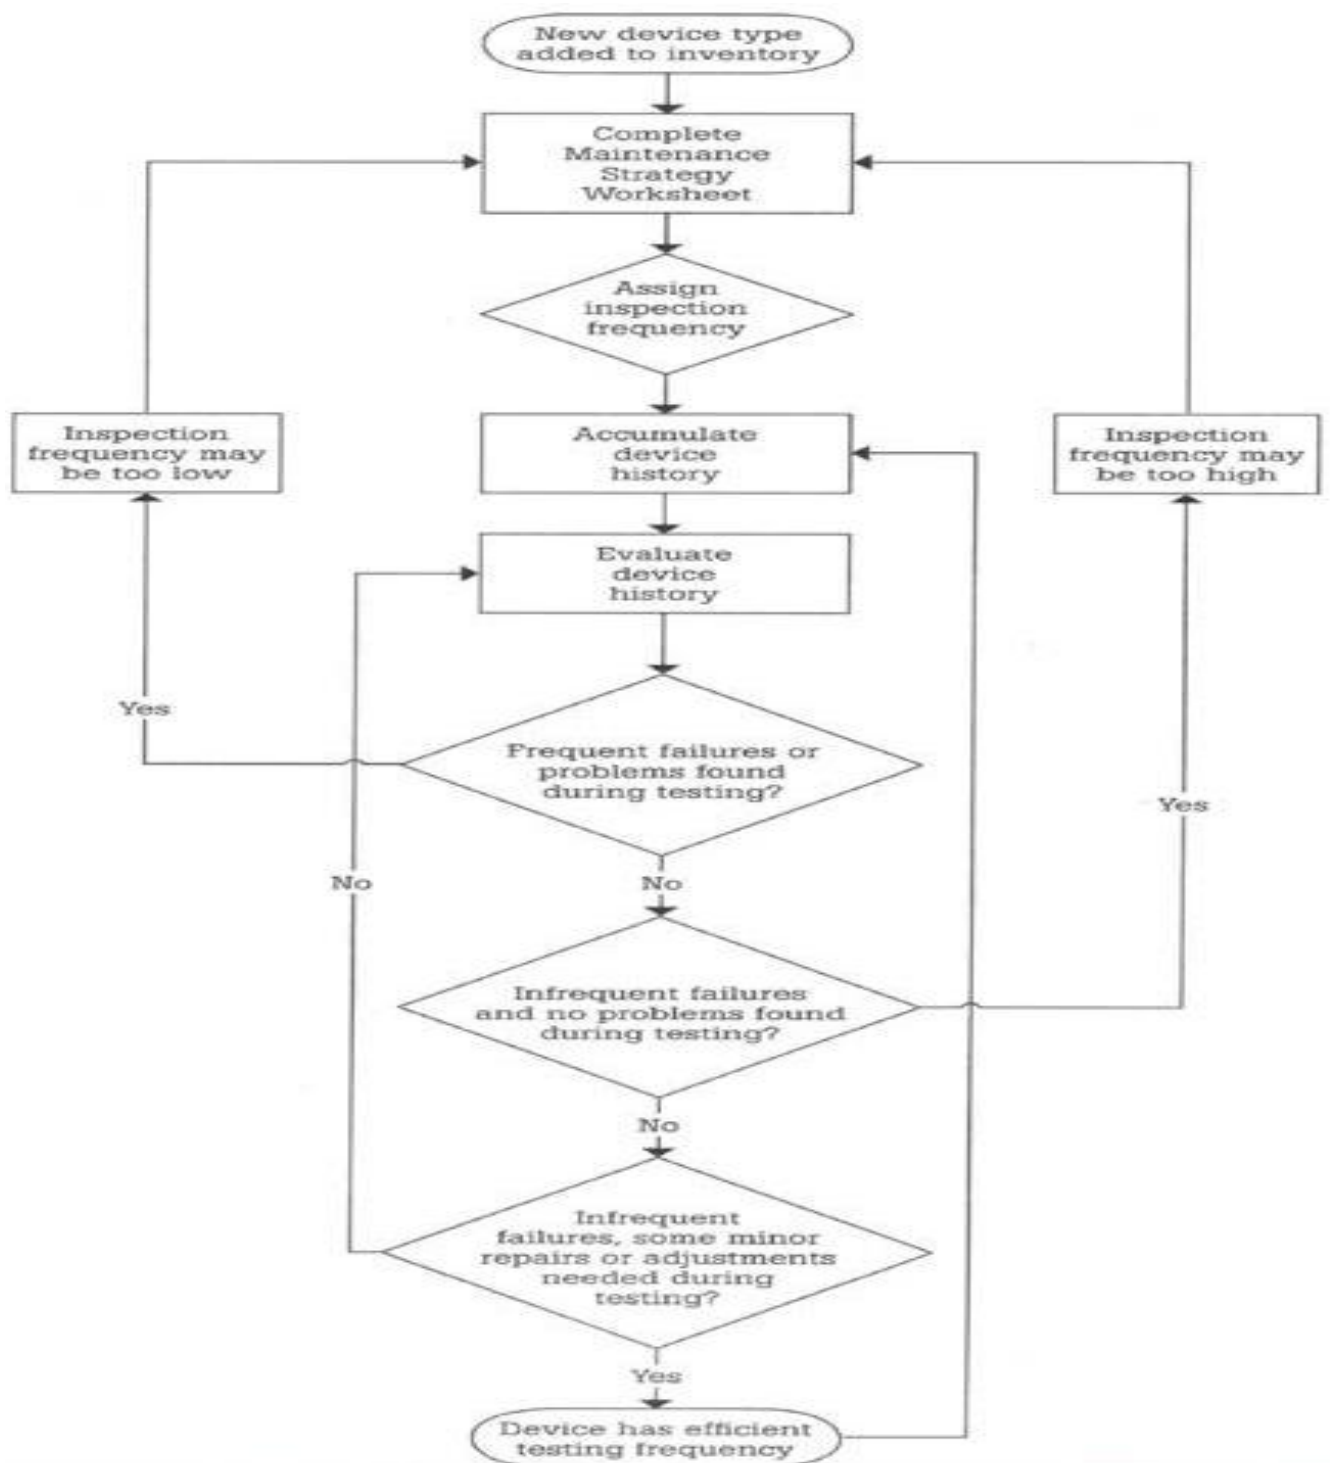 New device type
added to inventory
Complete
Maintenance
Strategy
Worksheet
Assign
inspection
frequency
Inspection
frequency may
be too low
Accumulate
device
history
Inspection
frequency may
be too high
Evaluate
device
history
Yes
Frequent failures or
problems found
during testing?
Yes
No
No
Infrequent failures
and no problems found
during testing?
No
Infrequent
failures, some minor
repairs or adjustments
needed during
testing?
Yes
Device has efficient
testing frequency